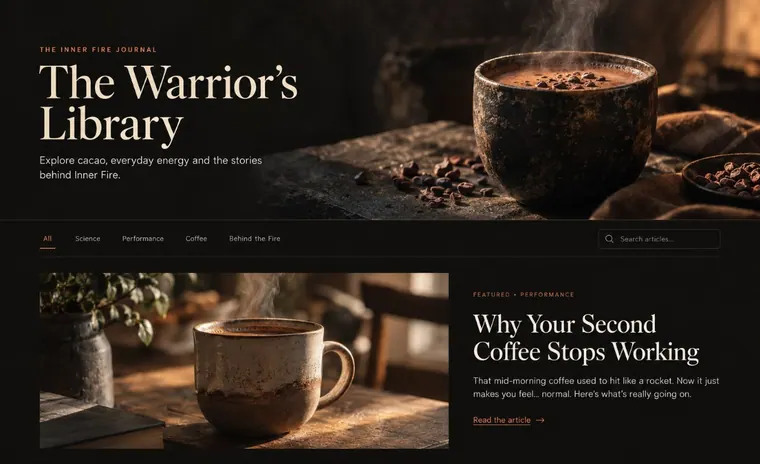 THE INNER FIRE JOURNAL
The Warrior’s
Library
Explore cacao, everyday energy and the stories
behind Inner Fire.
All
Science
Performance
Coffee
Behind the Fire
Search articles...
FEATURED • PERFORMANCE
Why Your Second
Coffee Stops Working
That mid-morning coffee used to hit like a rocket. Now it just
makes you feel... normal. Here's what's really going on.
Read the article →